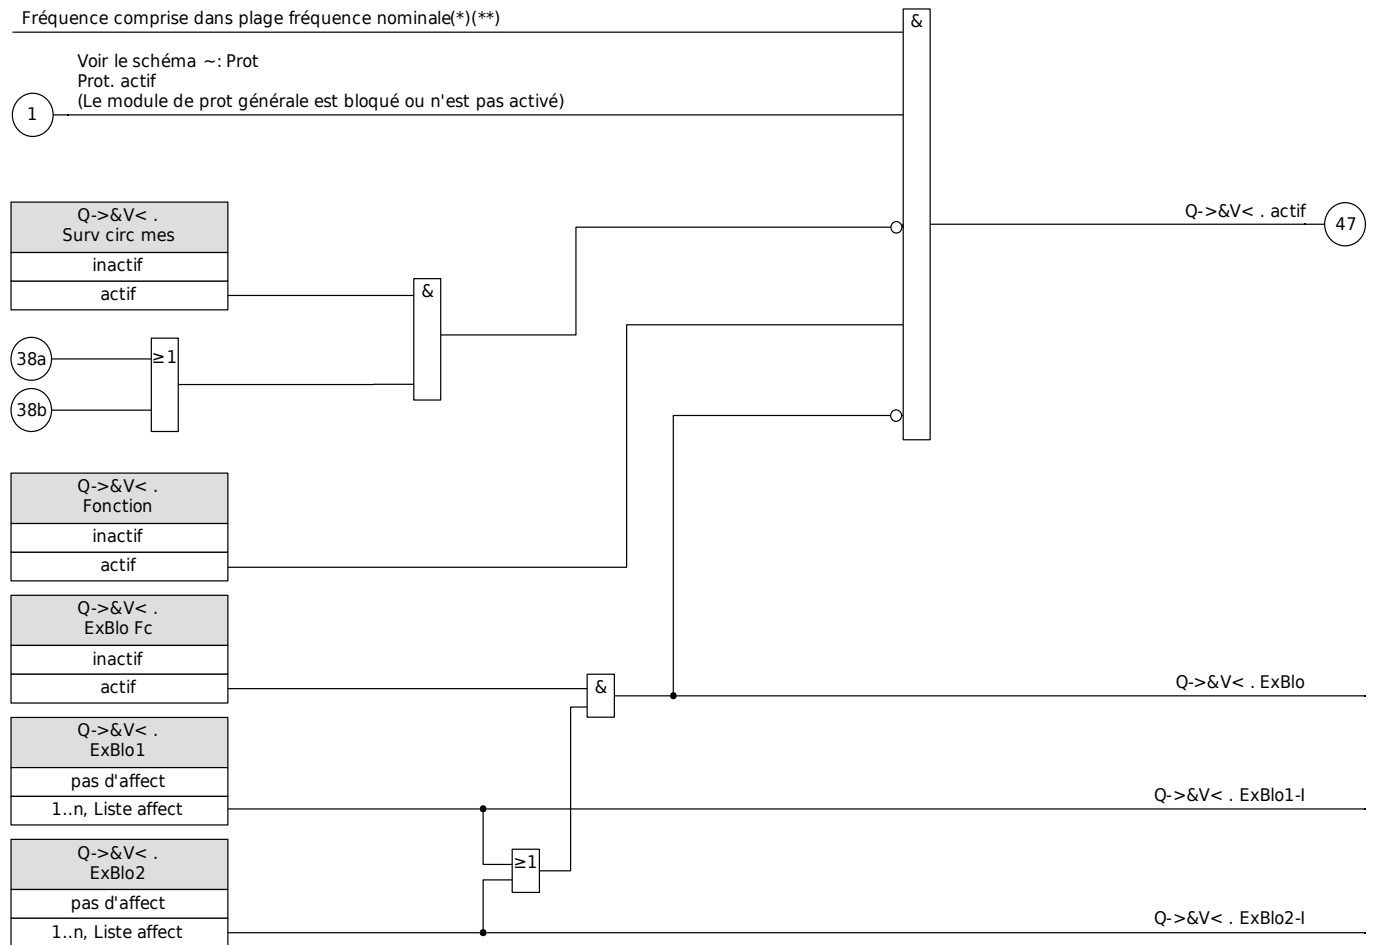 Fréquence comprise dans plage fréquence nominale(*)(**)
&
Voir le schéma ~: Prot
Prot. actif
(Le module de prot générale est bloqué ou n'est pas activé)
1
Q->&V< .
Surv circ mes
inactif
actif
&
Q->&V< . actif
47
38a
≥1
38b
Q->&V< .
Fonction
inactif
actif
Q->&V< .
ExBlo Fc
inactif
actif
&
Q->&V< . ExBlo
Q->&V< .
ExBlo1
pas d'affect
1..n, Liste affect
Q->&V< . ExBlo1-I
≥1
Q->&V< .
ExBlo2
pas d'affect
1..n, Liste affect
Q->&V< . ExBlo2-I